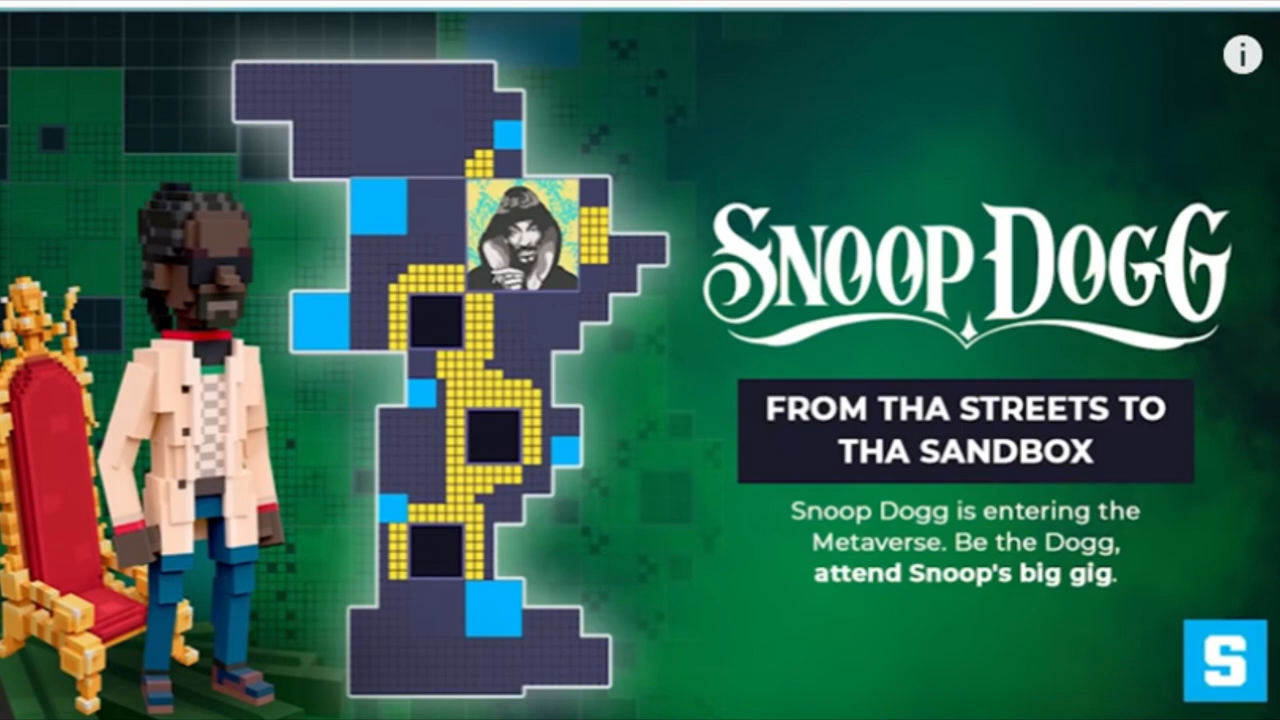 i
SNOOP DOGG
FROM THA STREETS TO
THA SANDBOX
Snoop Dogg is entering the
Metaverse. Be the Dogg,
attend Snoop's big gig.
S